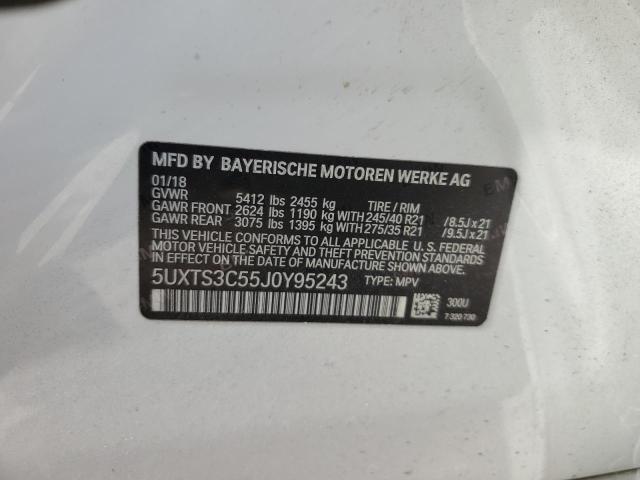 MFD BY BAYERISCHE MOTOREN WERKE AG
01/18
GVWR 5412 lbs 2455 kg TIRE / RIM
GAWR FRONT 2624 lbs 1190 kg WITH 245/40 R21 /8.5J x 21
GAWR REAR 3075 lbs 1395 kg WITH 275/35 R21 /9.5J x 21
THIS VEHICLE CONFORMS TO ALL APPLICABLE U. S. FEDERAL
MOTOR VEHICLE SAFETY AND THEFT PREVENTION STANDARDS
IN EFFECT ON THE DATE OF MANUFACTURE SHOWN ABOVE.
5UXTS3C55J0Y95243 TYPE: MPV
300U
7 320 730